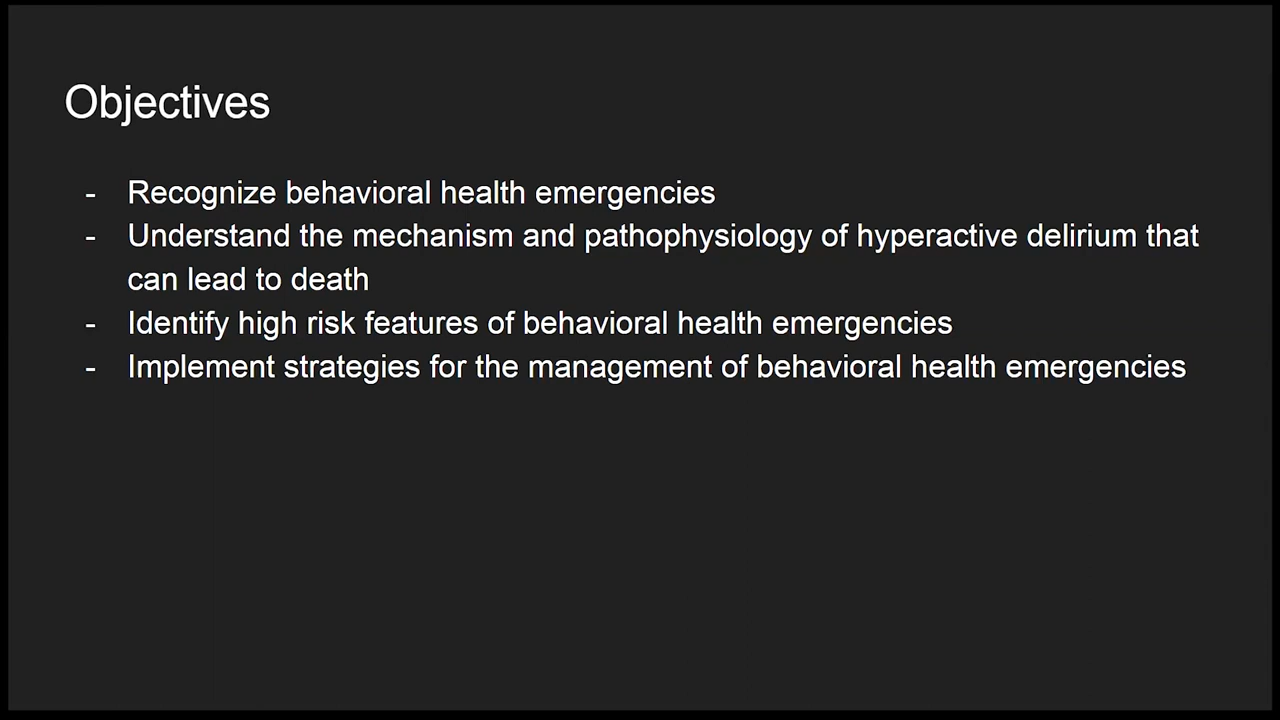 Objectives
- Recognize behavioral health emergencies
- Understand the mechanism and pathophysiology of hyperactive delirium that
can lead to death
- Identify high risk features of behavioral health emergencies
- Implement strategies for the management of behavioral health emergencies